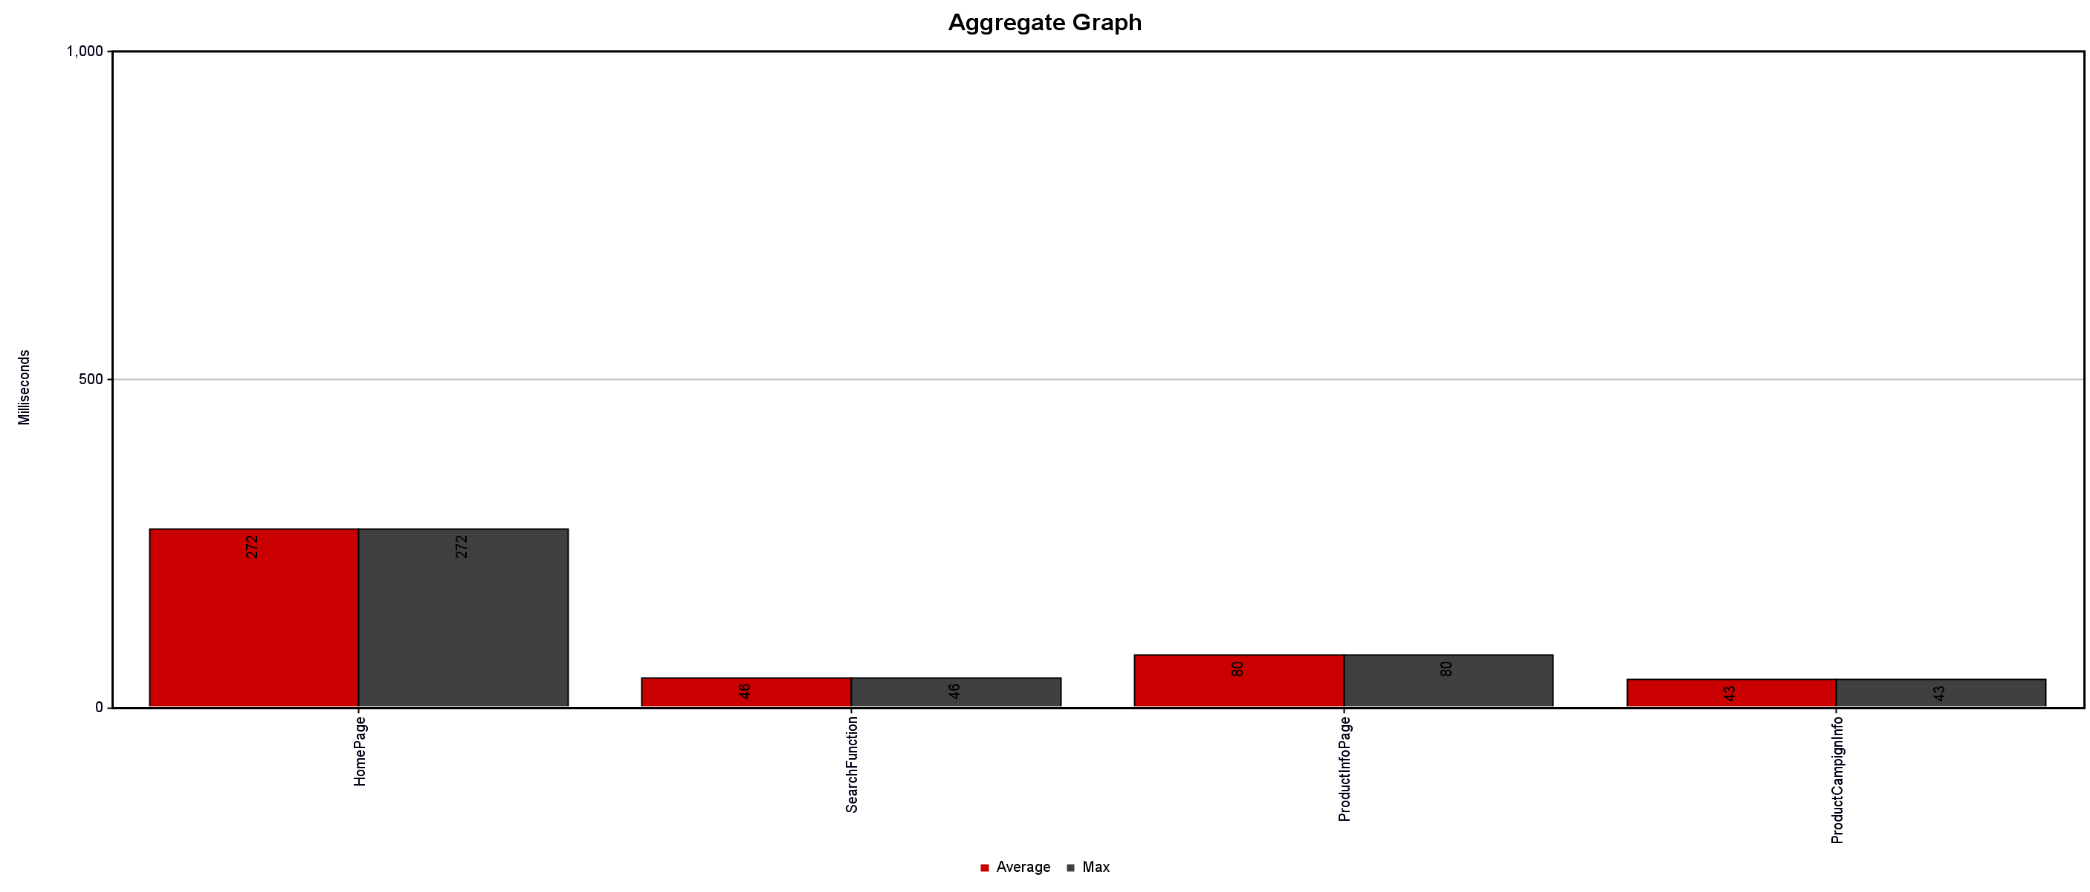 Aggregate Graph
1,000
500
0
Milliseconds
272
272
46
46
80
80
43
43
HomePage
SearchFunction
ProductInfoPage
ProductCampignInfo
Average
Max